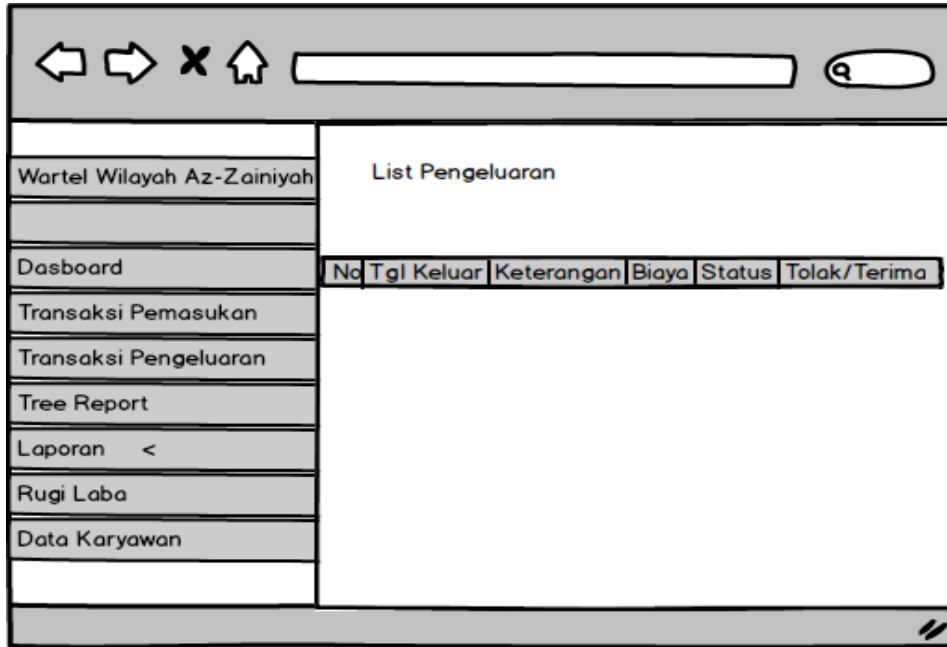 Wartel Wilayah Az-Zainiyah
Dasboard
Transaksi Pemasukan
Transaksi Pengeluaran
Tree Report
Laporan <
Rugi Laba
Data Karyawan
List Pengeluaran
No Tgl Keluar Keterangan Biaya Status Tolak/Terima